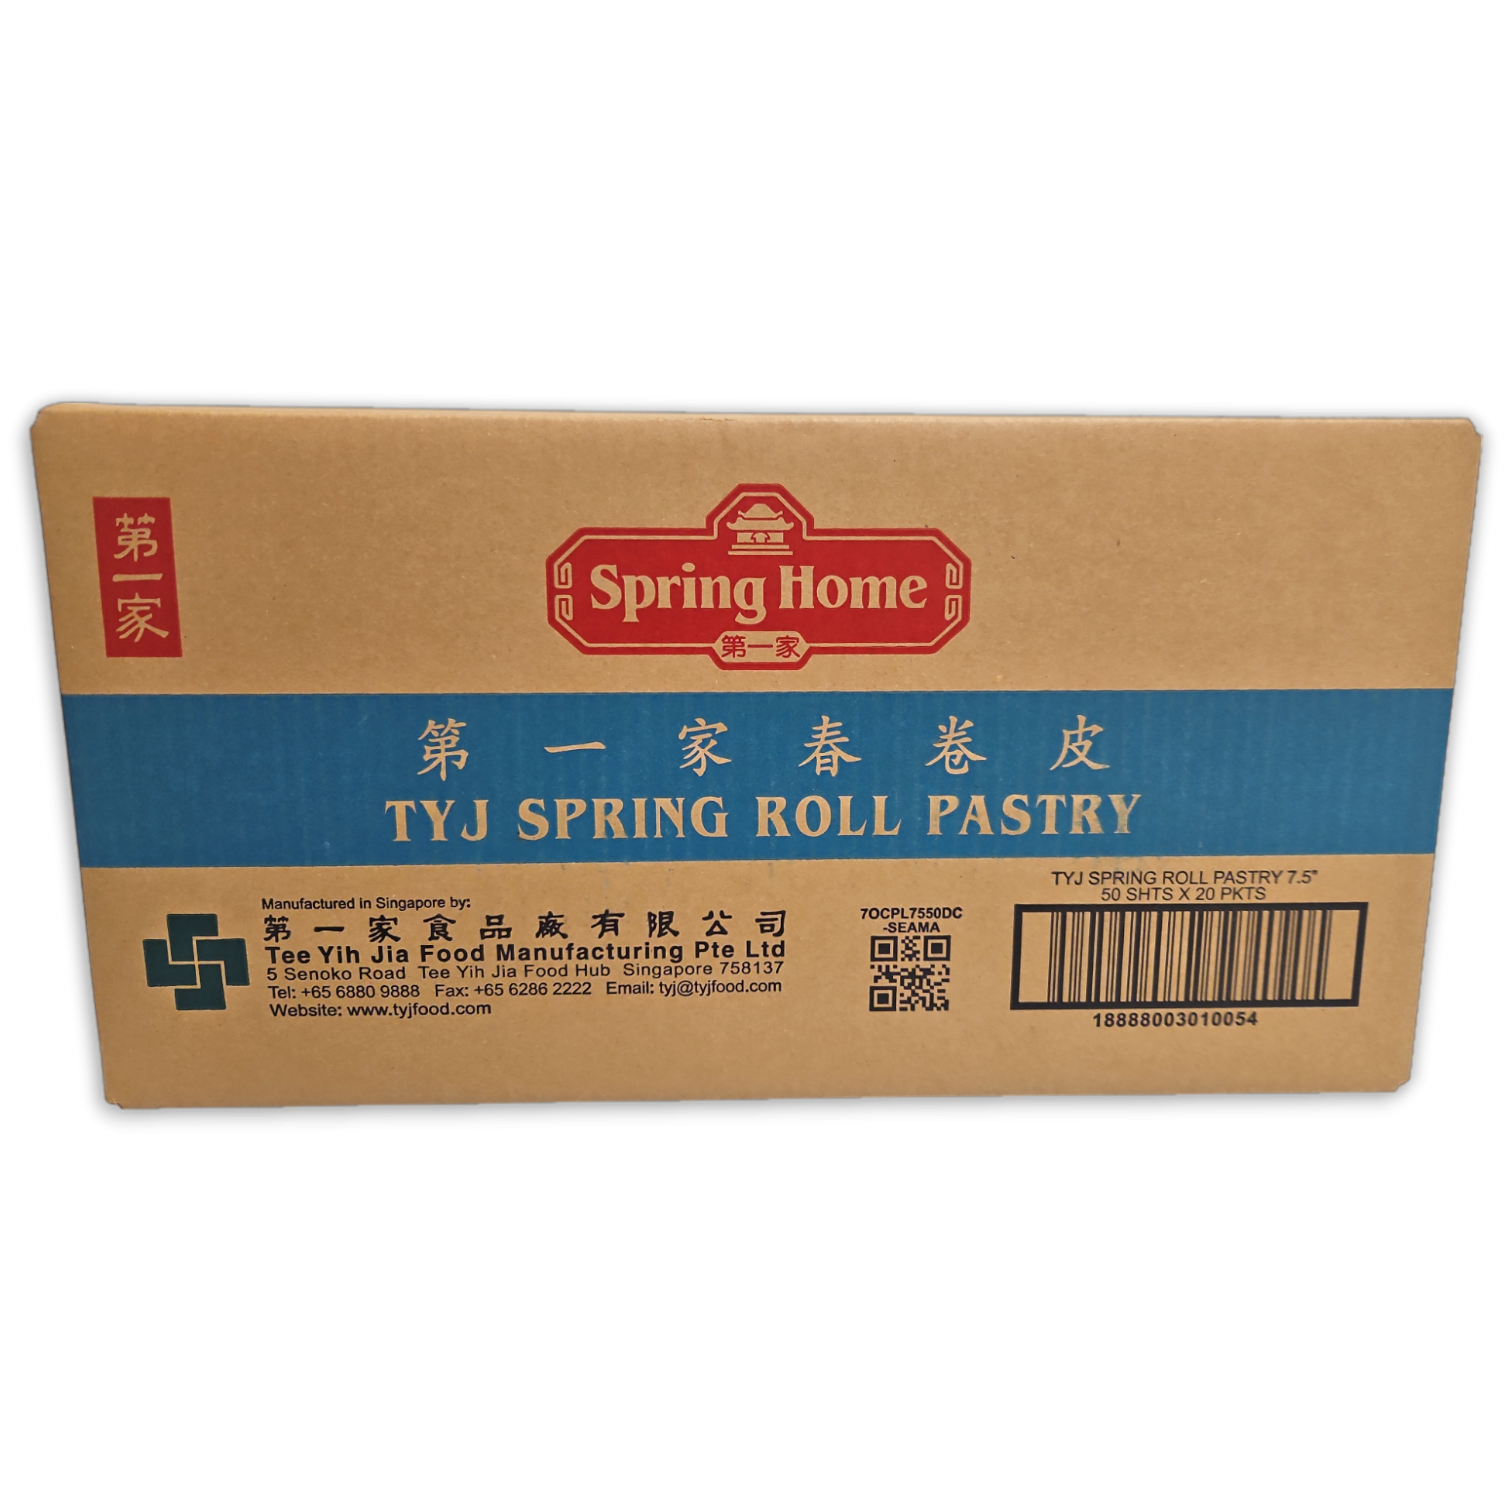 第一家
Spring Home
第一家
第一家春卷皮
TYJ SPRING ROLL PASTRY
Manufactured in Singapore by:
第一家食品廠有限公司
Tee Yih Jia Food Manufacturing Pte Ltd
5 Senoko Road Tee Yih Jia Food Hub Singapore 758137
Tel: +65 6880 9888 Fax: +65 6286 2222 Email: tyj@tyjfood.com
Website: www.tyjfood.com
7OCPL7550DC
-SEAMA
TYJ SPRING ROLL PASTRY 7.5"
50 SHTS X 20 PKTS
18888003010054